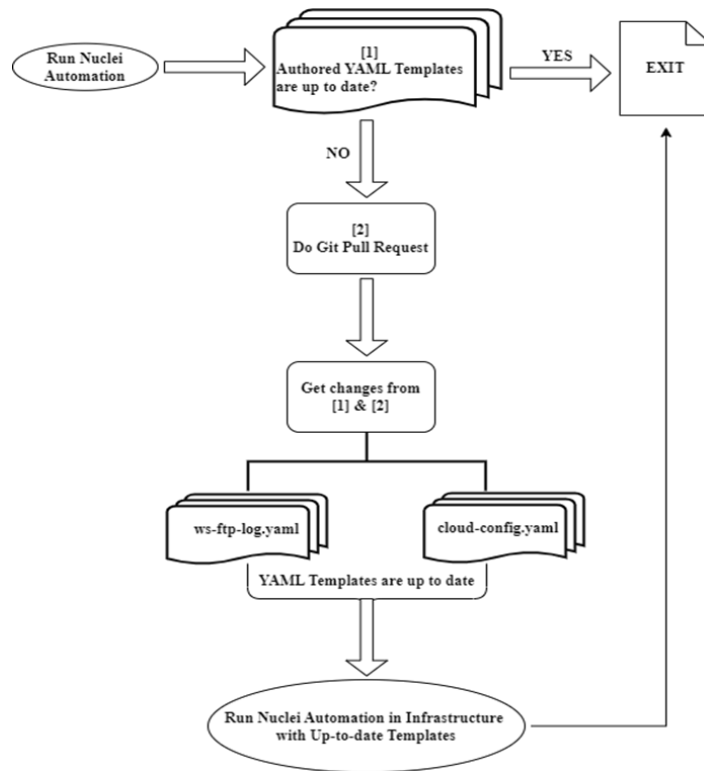 Run Nuclei
Automation
[1]
Authored YAML Templates
are up to date?
YES
EXIT
NO
[2]
Do Git Pull Request
Get changes from
[1] & [2]
ws-ftp-log.yaml
cloud-config.yaml
YAML Templates are up to date
Run Nuclei Automation in Infrastructure
with Up-to-date Templates